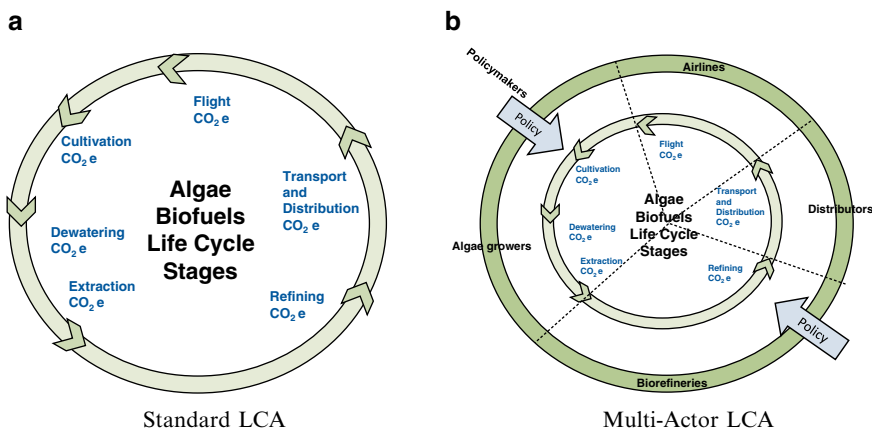 a
Flight
CO2 e
Cultivation
CO2 e
Transport
and
Distribution
CO2 e
Algae
Biofuels
Life Cycle
Stages
Dewatering
CO2 e
Extraction
CO2 e
Refining
CO2 e
Standard LCA
b
Policymakers
Policy
Airlines
Flight
CO2 e
Cultivation
CO2 e
Transport
and
Distribution
CO2 e
Algae
Biofuels
Life Cycle
Stages
Distributors
Algae growers
Dewatering
CO2 e
Extraction
CO2 e
Refining
CO2 e
Policy
Biorefineries
Multi-Actor LCA